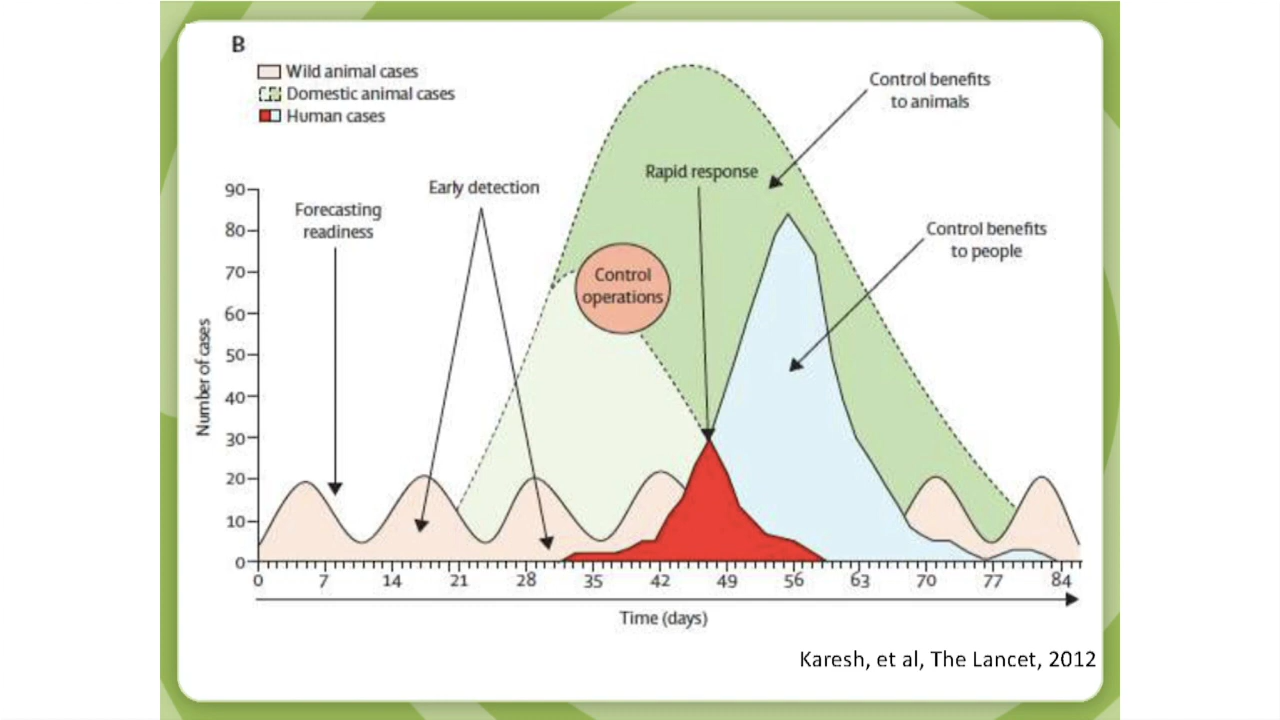 B
Wild animal cases
Domestic animal cases
Human cases
Control benefits
to animals
Rapid response
Early detection
Forecasting
readiness
Control benefits
to people
Control
operations
Number of cases
90
80
70
60
50
40
30
20
10
0
0 7 14 21 28 35 42 49 56 63 70 77 84
Time (days)
Karesh, et al, The Lancet, 2012